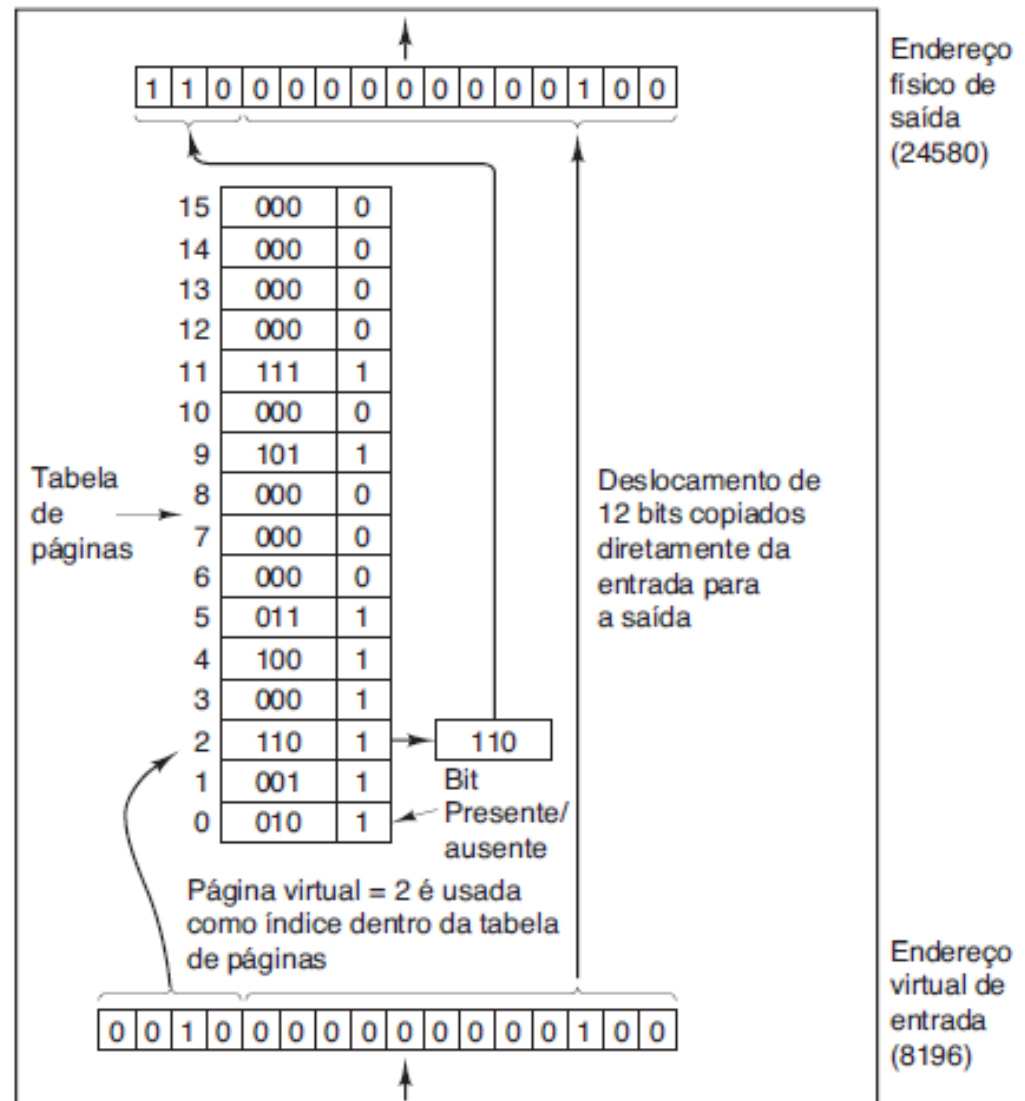 Endereço
físico de
saída
(24580)
1 1 0 0 0 0 0 0 0 0 0 0 1 0 0
15 000 0
14 000 0
13 000 0
12 000 0
11 111 1
10 000 0
9 101 1
8 000 0
7 000 0
6 000 0
5 011 1
4 100 1
3 000 1
2 110 1
1 001 1
0 010 1
Tabela
de
páginas
110
Bit
Presente/
ausente
Deslocamento de
12 bits copiados
diretamente da
entrada para
a saída
Página virtual = 2 é usada
como índice dentro da tabela
de páginas
0 0 1 0 0 0 0 0 0 0 0 0 0 1 0 0
Endereço
virtual de
entrada
(8196)